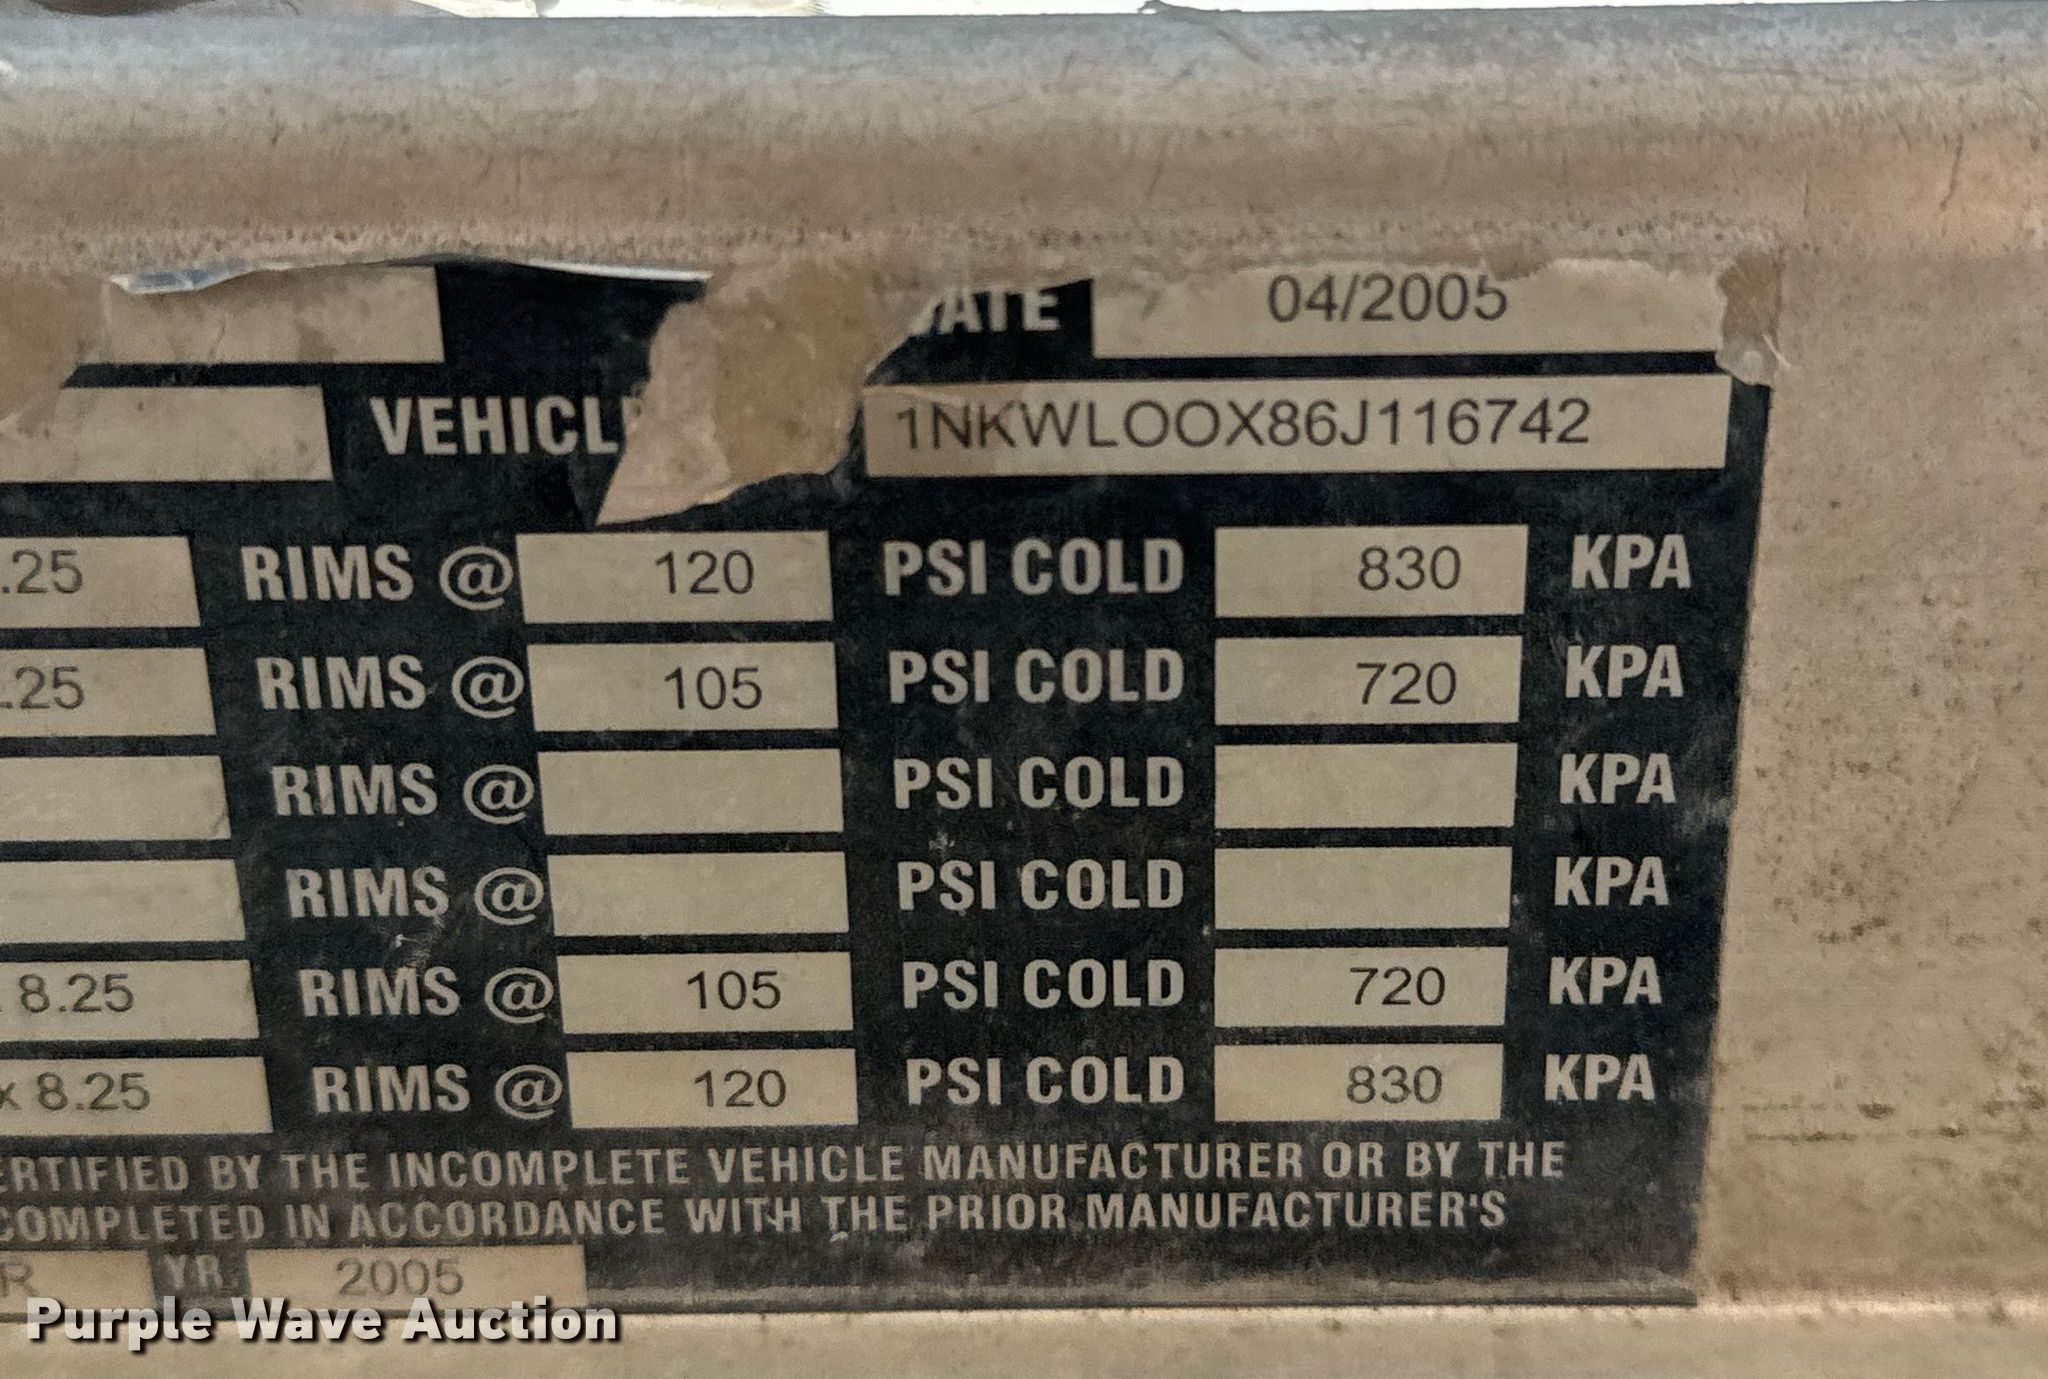 ATE 04/2005
VEHICL 1NKWLOOX86J116742
.25 RIMS @ 120 PSI COLD 830 KPA
.25 RIMS @ 105 PSI COLD 720 KPA
RIMS @ PSI COLD KPA
RIMS @ PSI COLD KPA
8.25 RIMS @ 105 PSI COLD 720 KPA
x 8.25 RIMS @ 120 PSI COLD 830 KPA
ERTIFIED BY THE INCOMPLETE VEHICLE MANUFACTURER OR BY THE
COMPLETED IN ACCORDANCE WITH THE PRIOR MANUFACTURER'S
R YR. 2005
Purple Wave Auction